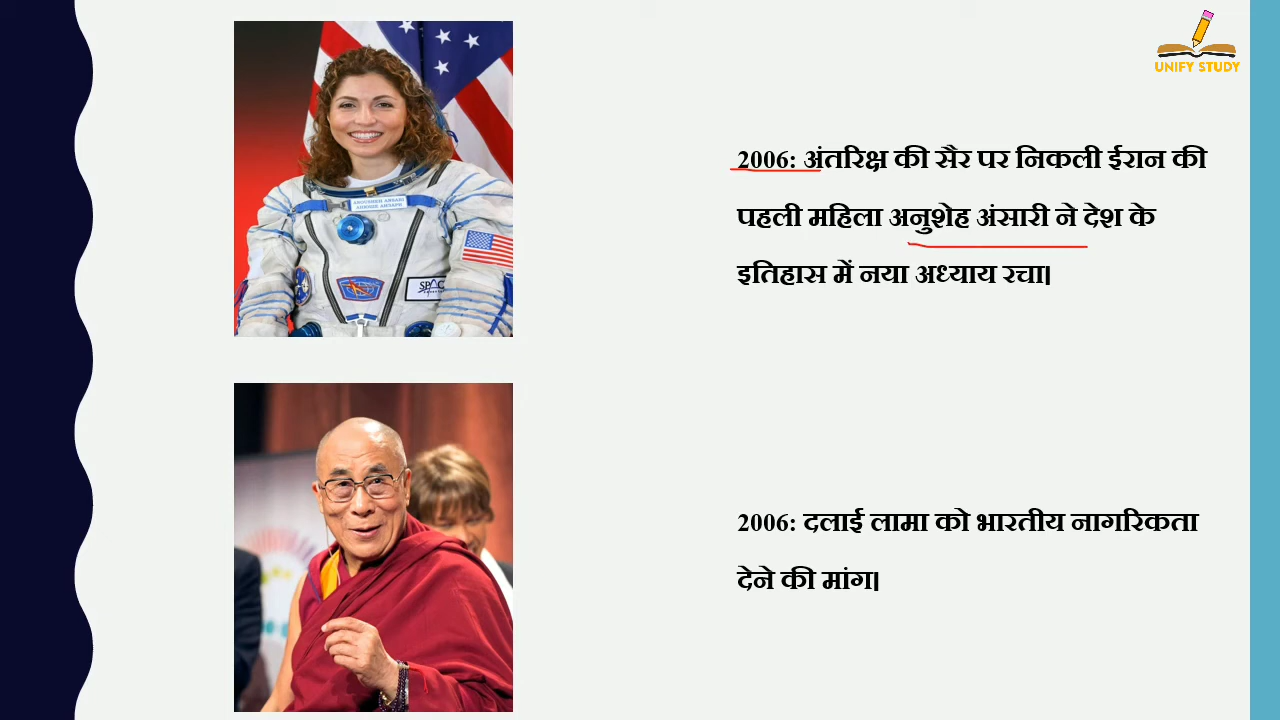 UNIFY STUDY
2006: अंतरिक्ष की सैर पर निकली ईरान की
पहली महिला अनुशेह अंसारी ने देश के
इतिहास में नया अध्याय रचा।
2006: दलाई लामा को भारतीय नागरिकता
देने की मांग।